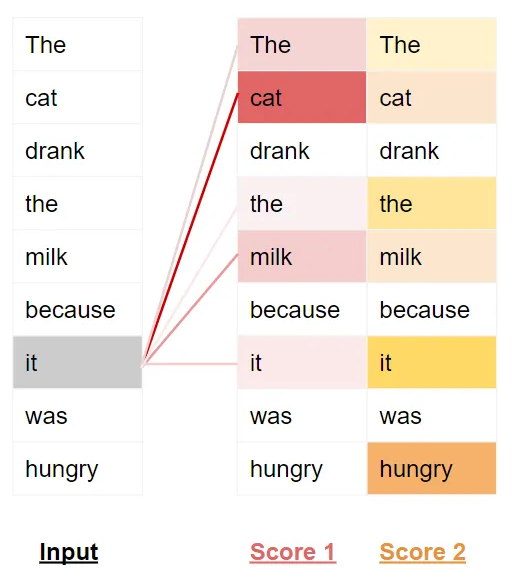 The The The
cat cat cat
drank drank drank
the the the
milk milk milk
because because because
it it it
was was was
hungry hungry hungry
Input Score 1 Score 2